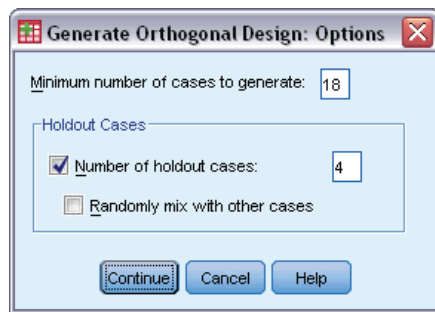 Generate Orthogonal Design: Options
Minimum number of cases to generate: 18
Holdout Cases
Number of holdout cases: 4
Randomly mix with other cases
Continue Cancel Help